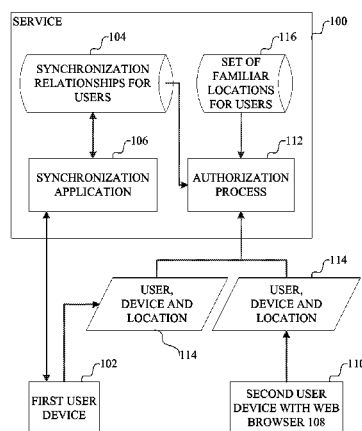 SERVICE
100
104
116
SYNCHRONIZATION
RELATIONSHIPS FOR
USERS
SET OF
FAMILIAR
LOCATIONS
FOR USERS
106
112
SYNCHRONIZATION
APPLICATION
AUTHORIZATION
PROCESS
114
USER,
DEVICE AND
LOCATION
USER,
DEVICE AND
LOCATION
102
114
110
FIRST USER
DEVICE
SECOND USER
DEVICE WITH WEB
BROWSER 108